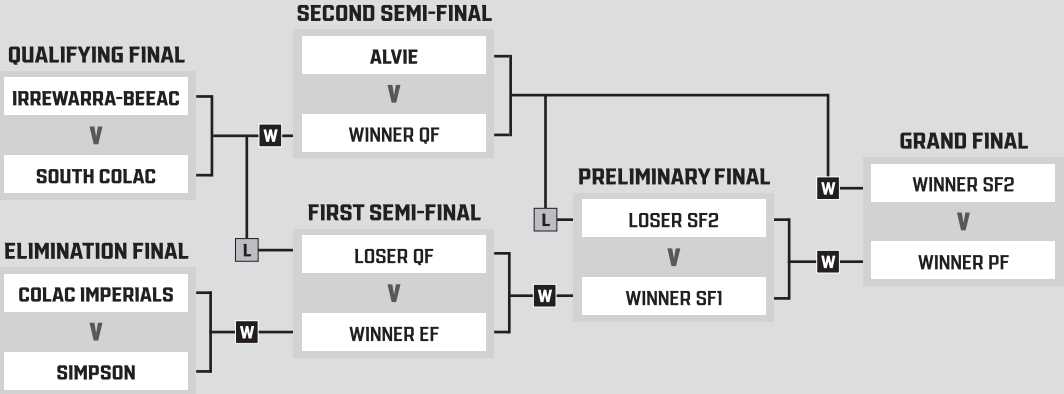 QUALIFYING FINAL
IRREWARRA-BEEAC
V
SOUTH COLAC
ELIMINATION FINAL
COLAC IMPERIALS
V
SIMPSON
W
L
W
SECOND SEMI-FINAL
ALVIE
V
WINNER QF
FIRST SEMI-FINAL
LOSER QF
V
WINNER EF
L
W
PRELIMINARY FINAL
LOSER SF2
V
WINNER SF1
W
W
GRAND FINAL
WINNER SF2
V
WINNER PF